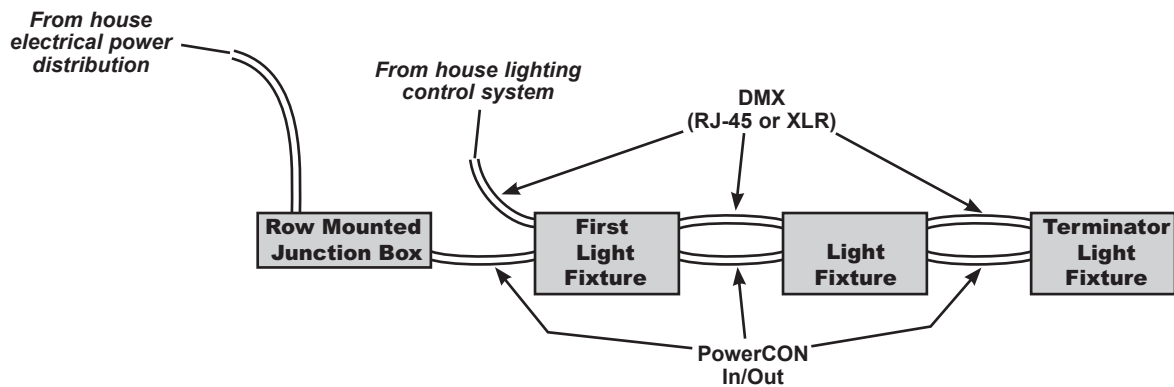 From house
electrical power
distribution
From house lighting
control system
DMX
(RJ-45 or XLR)
Row Mounted
Junction Box
First
Light
Fixture
Light
Fixture
Terminator
Light
Fixture
PowerCON
In/Out